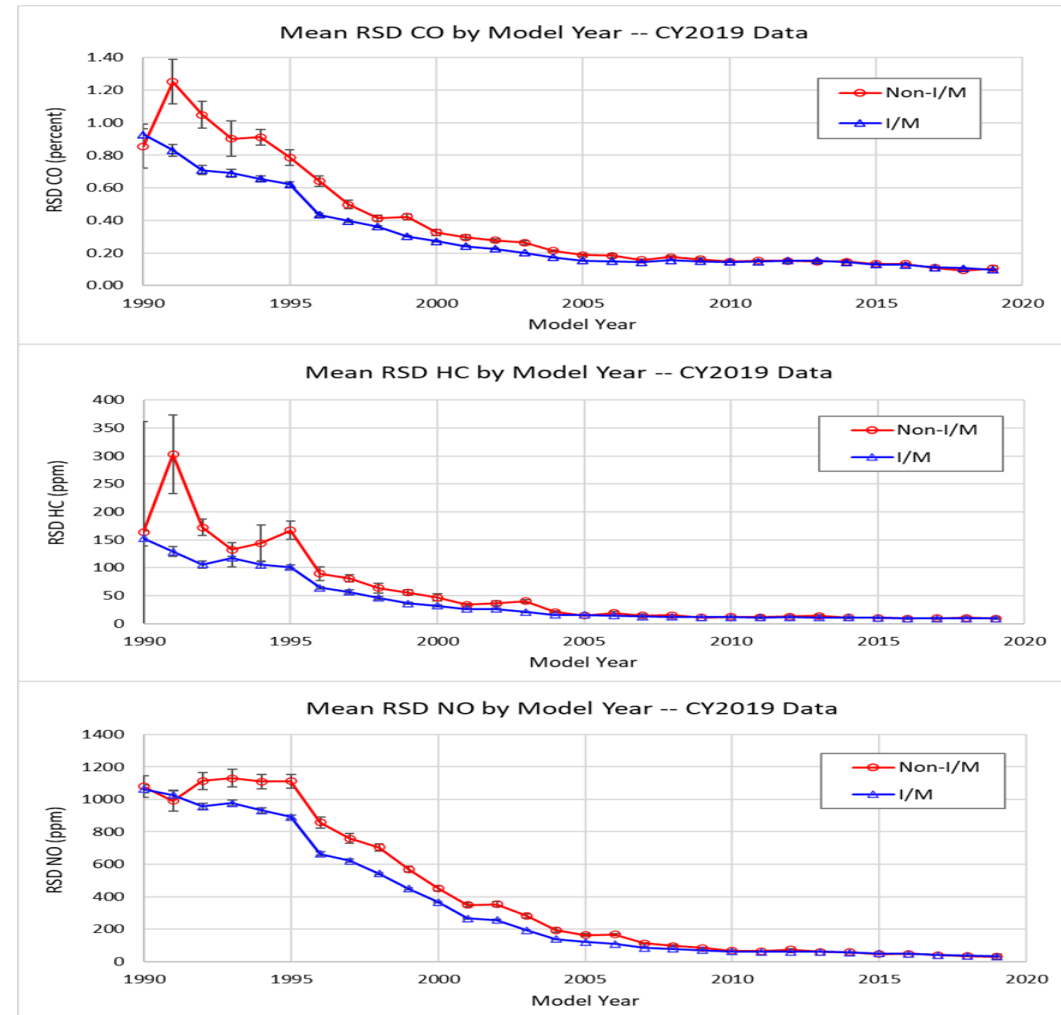 Mean RSD CO by Model Year -- CY2019 Data
1.40
1.20
1.00
0.80
0.60
0.40
0.20
0.00
RSD CO (percent)
Non-I/M
I/M
1990 1995 2000 2005 2010 2015 2020
Model Year
Mean RSD HC by Model Year -- CY2019 Data
400
350
300
250
200
150
100
50
0
RSD HC (ppm)
Non-I/M
I/M
1990 1995 2000 2005 2010 2015 2020
Model Year
Mean RSD NO by Model Year -- CY2019 Data
1400
1200
1000
800
600
400
200
0
RSD NO (ppm)
Non-I/M
I/M
1990 1995 2000 2005 2010 2015 2020
Model Year